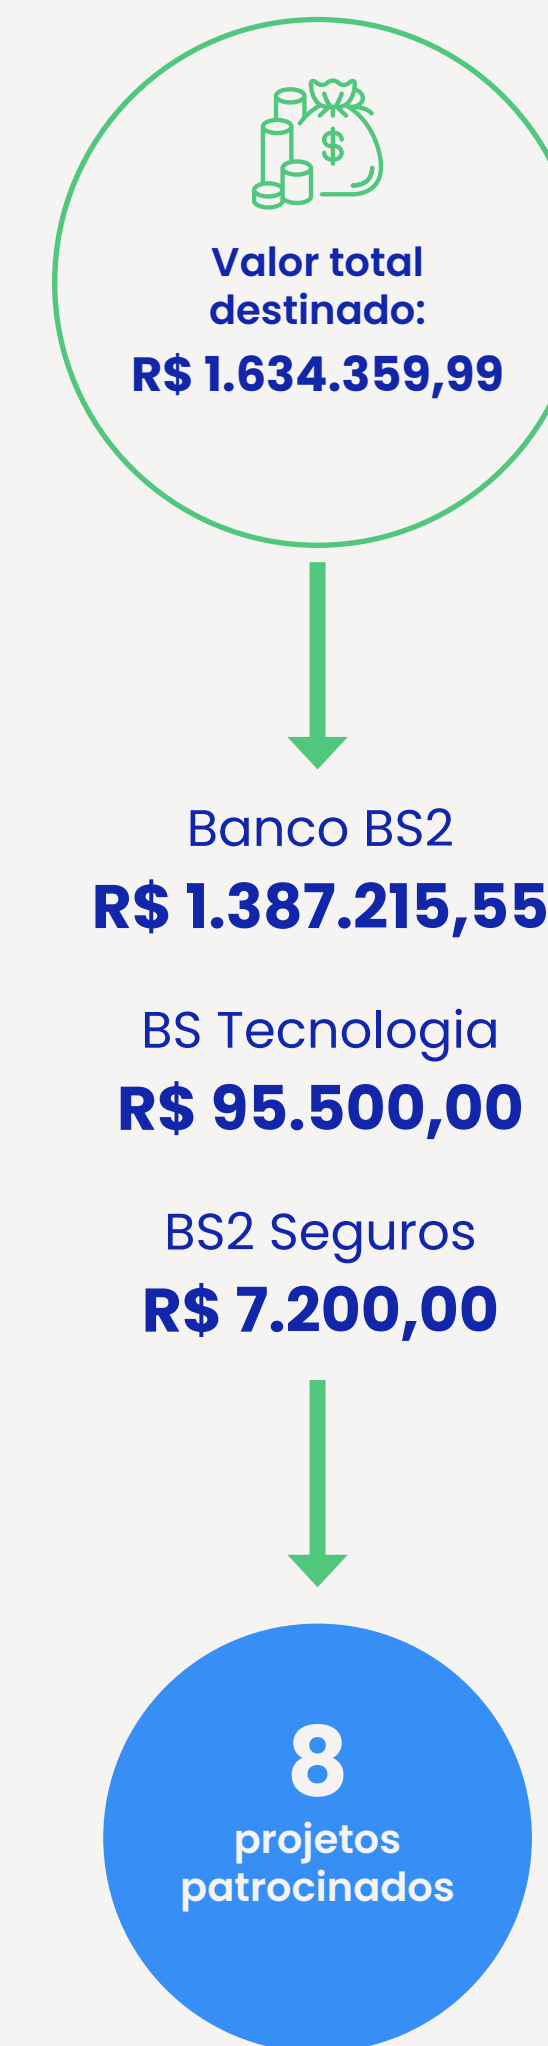 $
Valor total
destinado:
R$ 1.634.359,99
Banco BS2
R$ 1.387.215,55
BS Tecnologia
R$ 95.500,00
BS2 Seguros
R$ 7.200,00
8
projetos
patrocinados